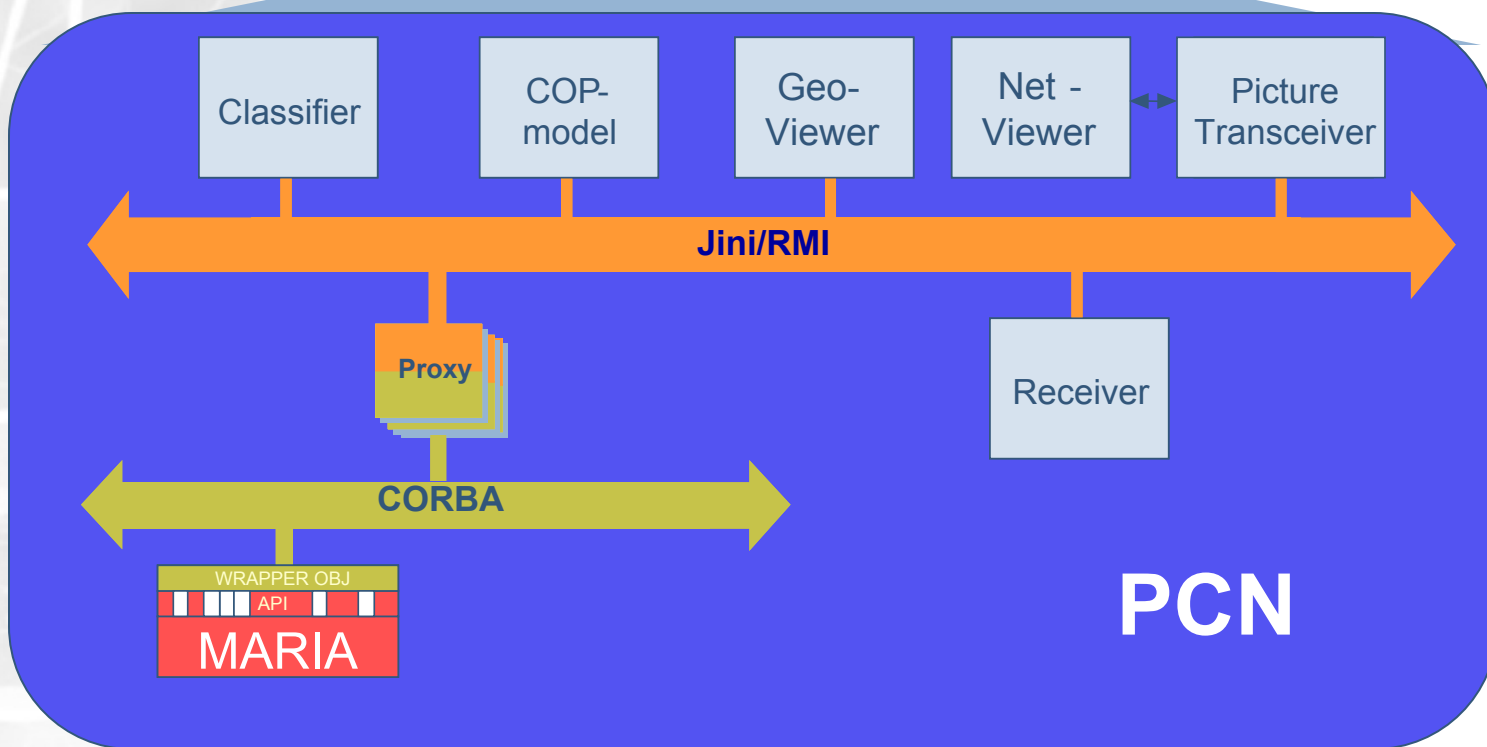 Classifier
COP-
model
Geo-
Viewer
Net -
Viewer
Picture
Transceiver
Jini/RMI
Proxy
Receiver
CORBA
WRAPPER OBJ
API
MARIA
PCN